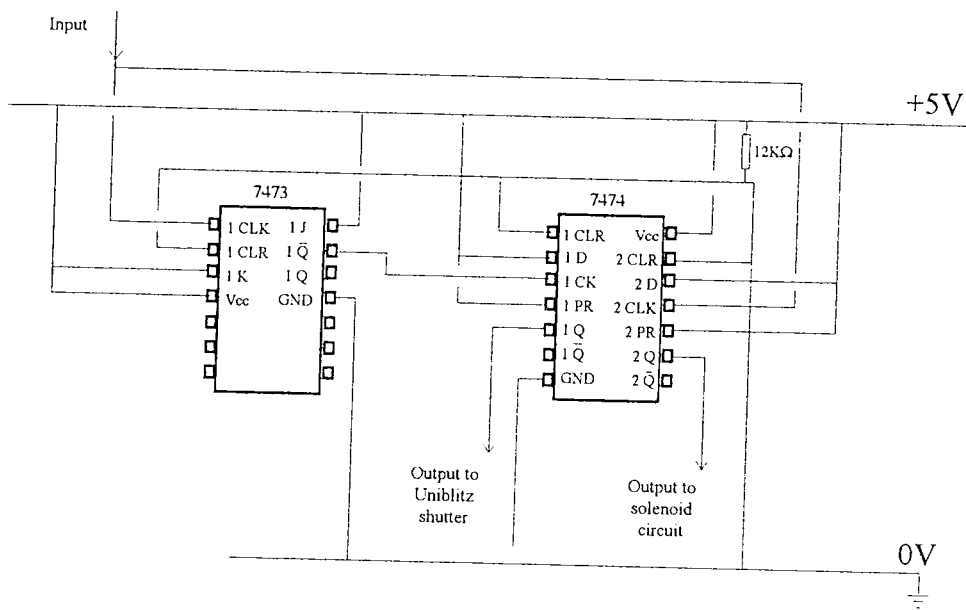 Input
+5V
12KΩ
7473
7474
1 CLK 1 J
1 CLR 1 Q̄
1 K 1 Q
Vcc GND
1 CLR Vcc
1 D 2 CLR
1 CK 2 D
1 PR 2 CLK
1 Q 2 PR
1 Q̄ 2 Q
GND 2 Q̄
Output to
Uniblitz
shutter
Output to
solenoid
circuit
0V